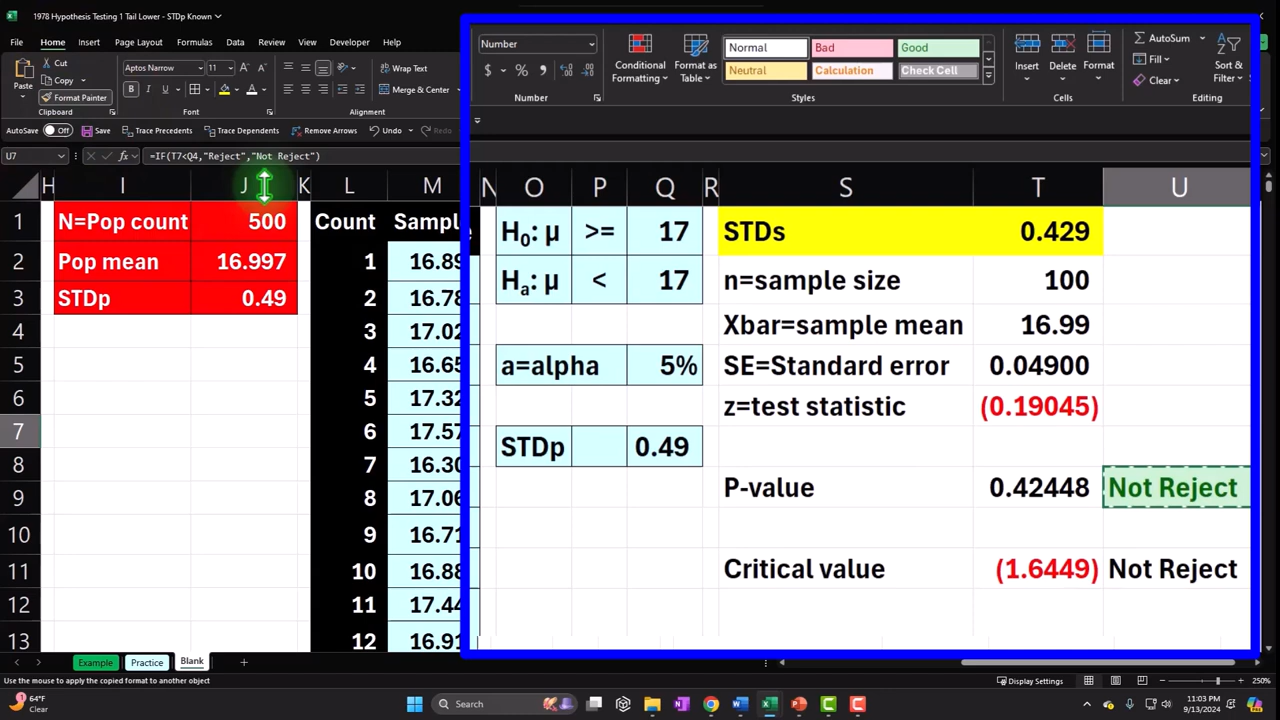 1978 Hypothesis Testing 1 Tail Lower - STDp Known
File Home Insert Page Layout Formulas Data Review View Developer Help
Paste
Cut
Copy
Format Painter
Clipboard
Aptos Narrow 11
B I U
Font
Wrap Text
Merge & Center
Alignment
AutoSave Off Save Trace Precedents Trace Dependents Remove Arrows Undo Redo
U7 fx =IF(T7<Q4,"Reject","Not Reject")
H I J K L M
1 N=Pop count 500 Count Sample
2 Pop mean 16.997 1 16.89
3 STDp 0.49 2 16.78
4 3 17.02
5 4 16.65
6 5 17.32
7 6 17.57
8 7 16.30
9 8 17.06
10 9 16.71
11 10 16.88
12 11 17.44
13 12 16.91
Number
$ % ,
Number
Conditional Formatting
Format as Table
Normal Bad Good
Neutral Calculation Check Cell
Styles
Insert Delete Format
Cells
AutoSum
Fill
Clear
Sort & Filter
Editing
N O P Q R S T U
H0: μ >= 17 STDs 0.429
Ha: μ < 17 n=sample size 100
Xbar=sample mean 16.99
a=alpha 5% SE=Standard error 0.04900
z=test statistic (0.19045)
STDp 0.49
P-value 0.42448 Not Reject
Critical value (1.6449) Not Reject
Example Practice Blank +
Use the mouse to apply the copied format to another object
Display Settings 250%
1
64°F
Clear
Search
11:03 PM
9/13/2024